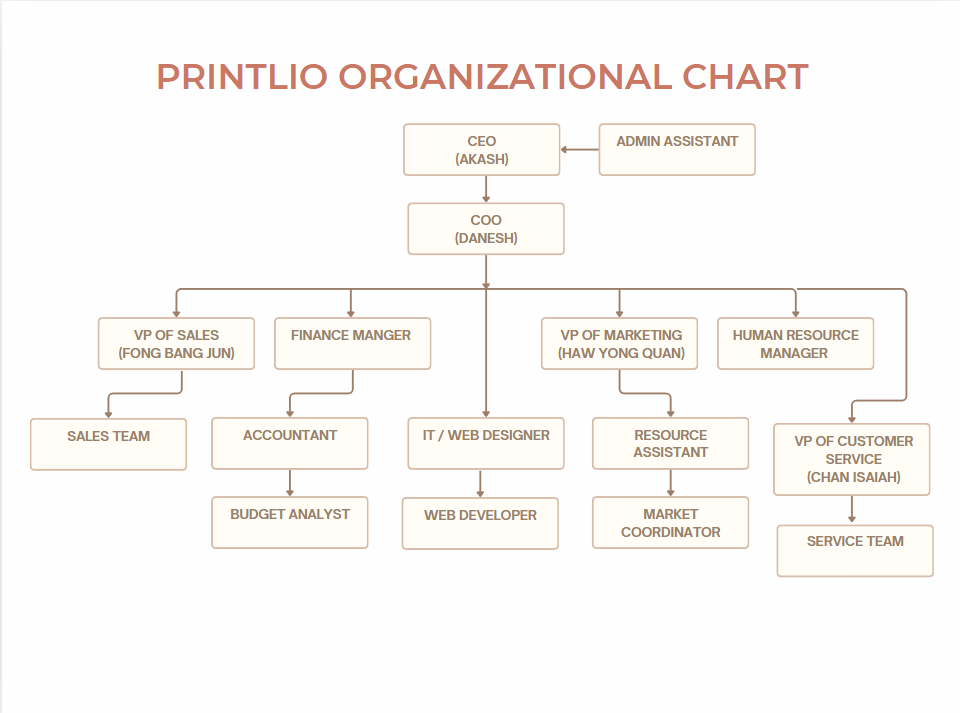 PRINTLIO ORGANIZATIONAL CHART
CEO
(AKASH)
ADMIN ASSISTANT
COO
(DANESH)
VP OF SALES
(FONG BANG JUN)
FINANCE MANGER
VP OF MARKETING
(HAW YONG QUAN)
HUMAN RESOURCE
MANAGER
SALES TEAM
ACCOUNTANT
IT / WEB DESIGNER
RESOURCE
ASSISTANT
VP OF CUSTOMER
SERVICE
(CHAN ISAIAH)
BUDGET ANALYST
WEB DEVELOPER
MARKET
COORDINATOR
SERVICE TEAM